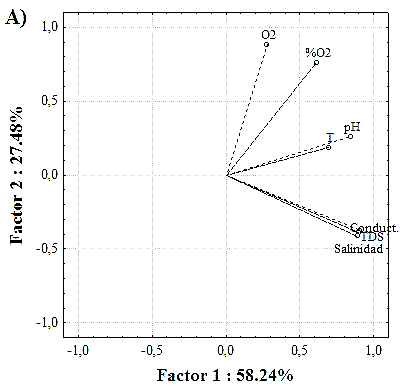 A)
1,0
0,5
0,0
-0,5
-1,0
Factor 2 : 27.48%
O2
%O2
pH
T
Conduct.
TDS
Salinidad
-1,0 -0,5 0,0 0,5 1,0
Factor 1 : 58.24%